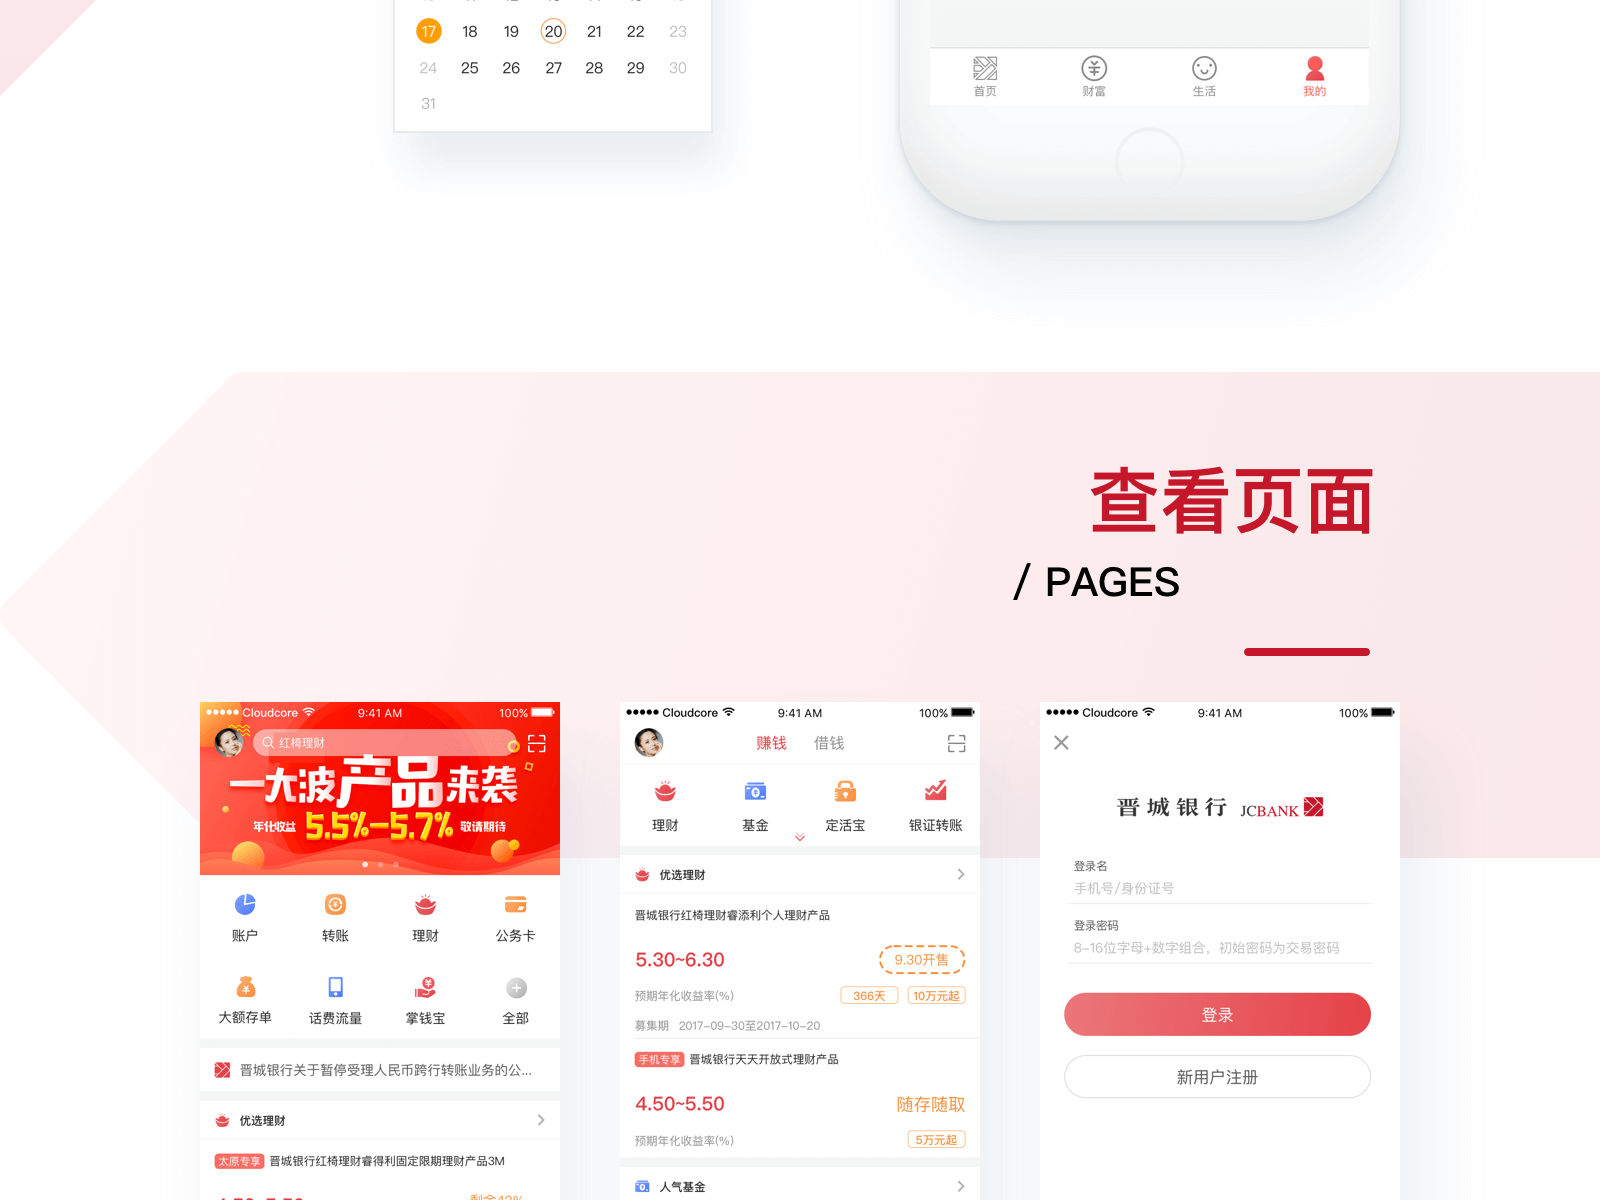 17 18 19 20 21 22 23
24 25 26 27 28 29 30
31
首页 财富 生活 我的
查看页面
/ PAGES
Cloudcore 9:41 AM 100%
红椅理财
一大波产品来袭
年化收益 5.5%-5.7% 敬请期待
账户 转账 理财 公务卡
大额存单 话费流量 掌钱宝 全部
晋城银行关于暂停受理人民币跨行转账业务的公...
优选理财
太原专享 晋城银行红椅理财睿得利固定限期理财产品3M
Cloudcore 9:41 AM 100%
赚钱 借钱
理财 基金 定活宝 银证转账
优选理财
晋城银行红椅理财睿添利个人理财产品
5.30~6.30 9.30开售
预期年化收益率(%) 366天 10万元起
募集期 2017-09-30至2017-10-20
手机专享 晋城银行天天开放式理财产品
4.50~5.50 随存随取
预期年化收益率(%) 5万元起
人气基金
Cloudcore 9:41 AM 100%
晋城银行 JCBANK
登录名
手机号/身份证号
登录密码
8-16位字母+数字组合，初始密码为交易密码
登录
新用户注册